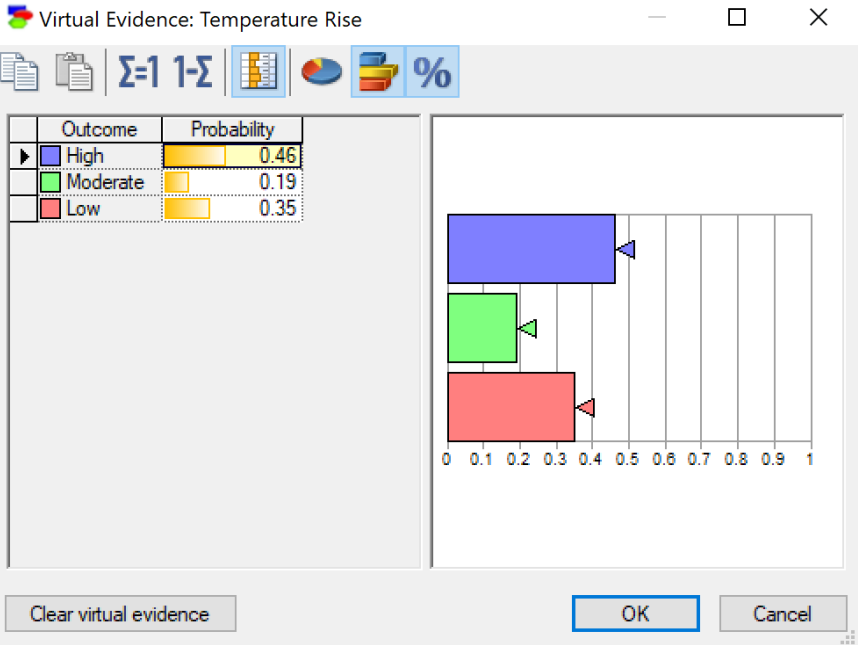 Virtual Evidence: Temperature Rise
Σ=1 1-Σ %
Outcome Probability
High 0.46
Moderate 0.19
Low 0.35
0 0.1 0.2 0.3 0.4 0.5 0.6 0.7 0.8 0.9 1
Clear virtual evidence OK Cancel